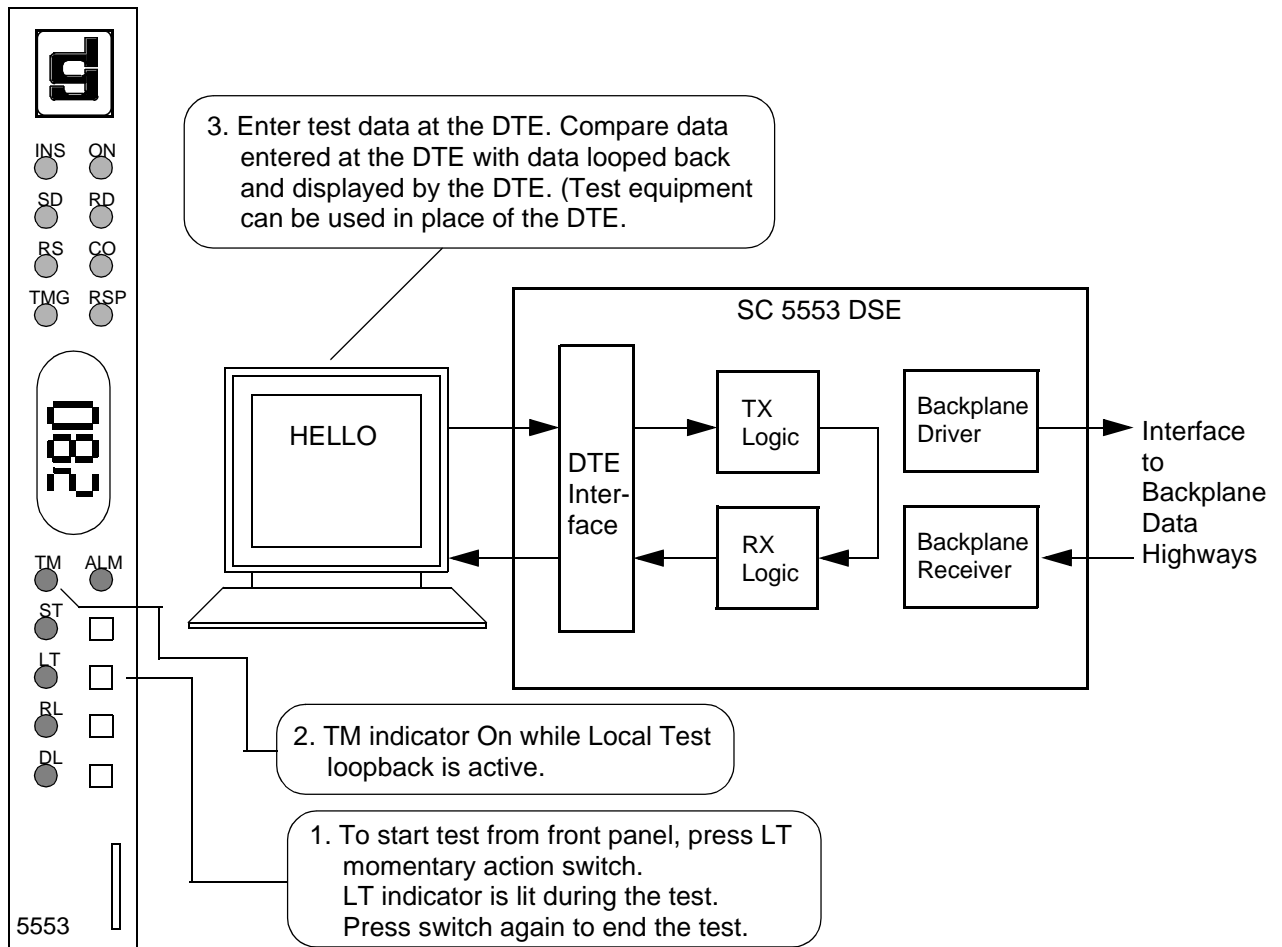 INS ON
SD RD
RS CO
TMG RSP
280
TM ALM
ST
LT
RL
DL
5553
3. Enter test data at the DTE. Compare data
entered at the DTE with data looped back
and displayed by the DTE. (Test equipment
can be used in place of the DTE.
HELLO
SC 5553 DSE
DTE
Inter-
face
TX
Logic
RX
Logic
Backplane
Driver
Backplane
Receiver
Interface
to
Backplane
Data
Highways
2. TM indicator On while Local Test
loopback is active.
1. To start test from front panel, press LT
momentary action switch.
LT indicator is lit during the test.
Press switch again to end the test.